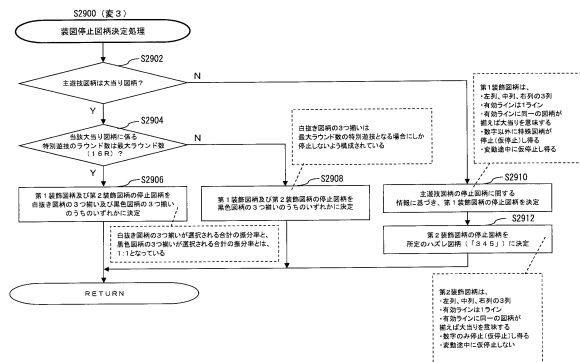 S2900（変３）
装図停止図柄決定処理
S2902
主遊技図柄は大当り図柄？
N
Y
S2904
当該大当り図柄に係る
特別遊技のラウンド数は最大ラウンド数
（１６Ｒ）？
N
Y
白抜き図柄の３つ揃いは
最大ラウンド数の特別遊技となる場合にしか
停止しないよう構成されている
第１装飾図柄は、
・左列、中列、右列の３列
・有効ラインは１ライン
・有効ラインに同一の図柄が
揃えば大当りを意味する
・数字以外に特殊図柄が
停止（仮停止）し得る
・変動途中に仮停止し得る
S2906
第１装飾図柄及び第２装飾図柄の停止図柄を
白抜き図柄の３つ揃い及び黒色図柄の３つ揃い
のうちのいずれかに決定
S2908
第１装飾図柄及び第２装飾図柄の停止図柄を
黒色図柄の３つ揃いのうちのいずれかに決定
S2910
主遊技図柄の停止図柄に関する
情報に基づき、第１装飾図柄の停止図柄を決定
S2912
第２装飾図柄の停止図柄を
所定のハズレ図柄（「３４５」）に決定
白抜き図柄の３つ揃いが選択される合計の振分率と、
黒色図柄の３つ揃いが選択される合計の振分率とは、
１：１となっている
ＲＥＴＵＲＮ
第２装飾図柄は、
・左列、中列、右列の３列
・有効ラインは１ライン
・有効ラインに同一の図柄が
揃えば大当りを意味する
・数字のみ停止（仮停止）し得る
・変動途中に仮停止しない